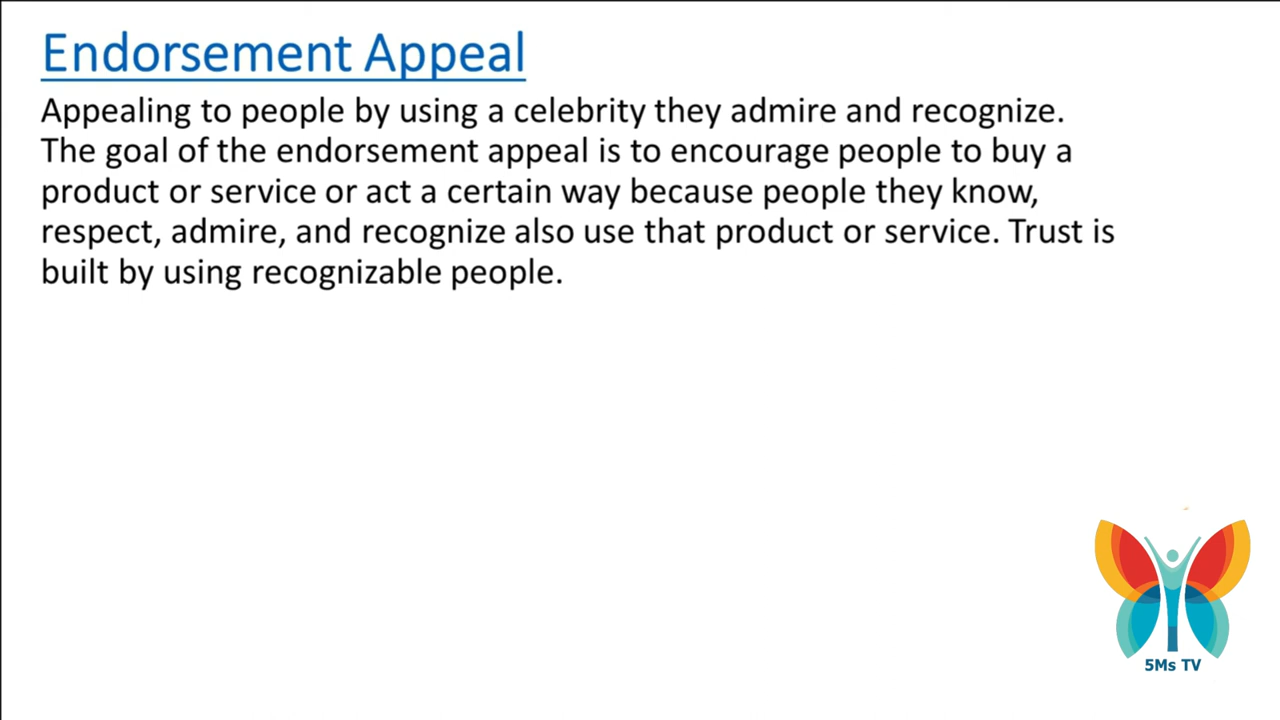 Endorsement Appeal
Appealing to people by using a celebrity they admire and recognize.
The goal of the endorsement appeal is to encourage people to buy a
product or service or act a certain way because people they know,
respect, admire, and recognize also use that product or service. Trust is
built by using recognizable people.
5Ms TV